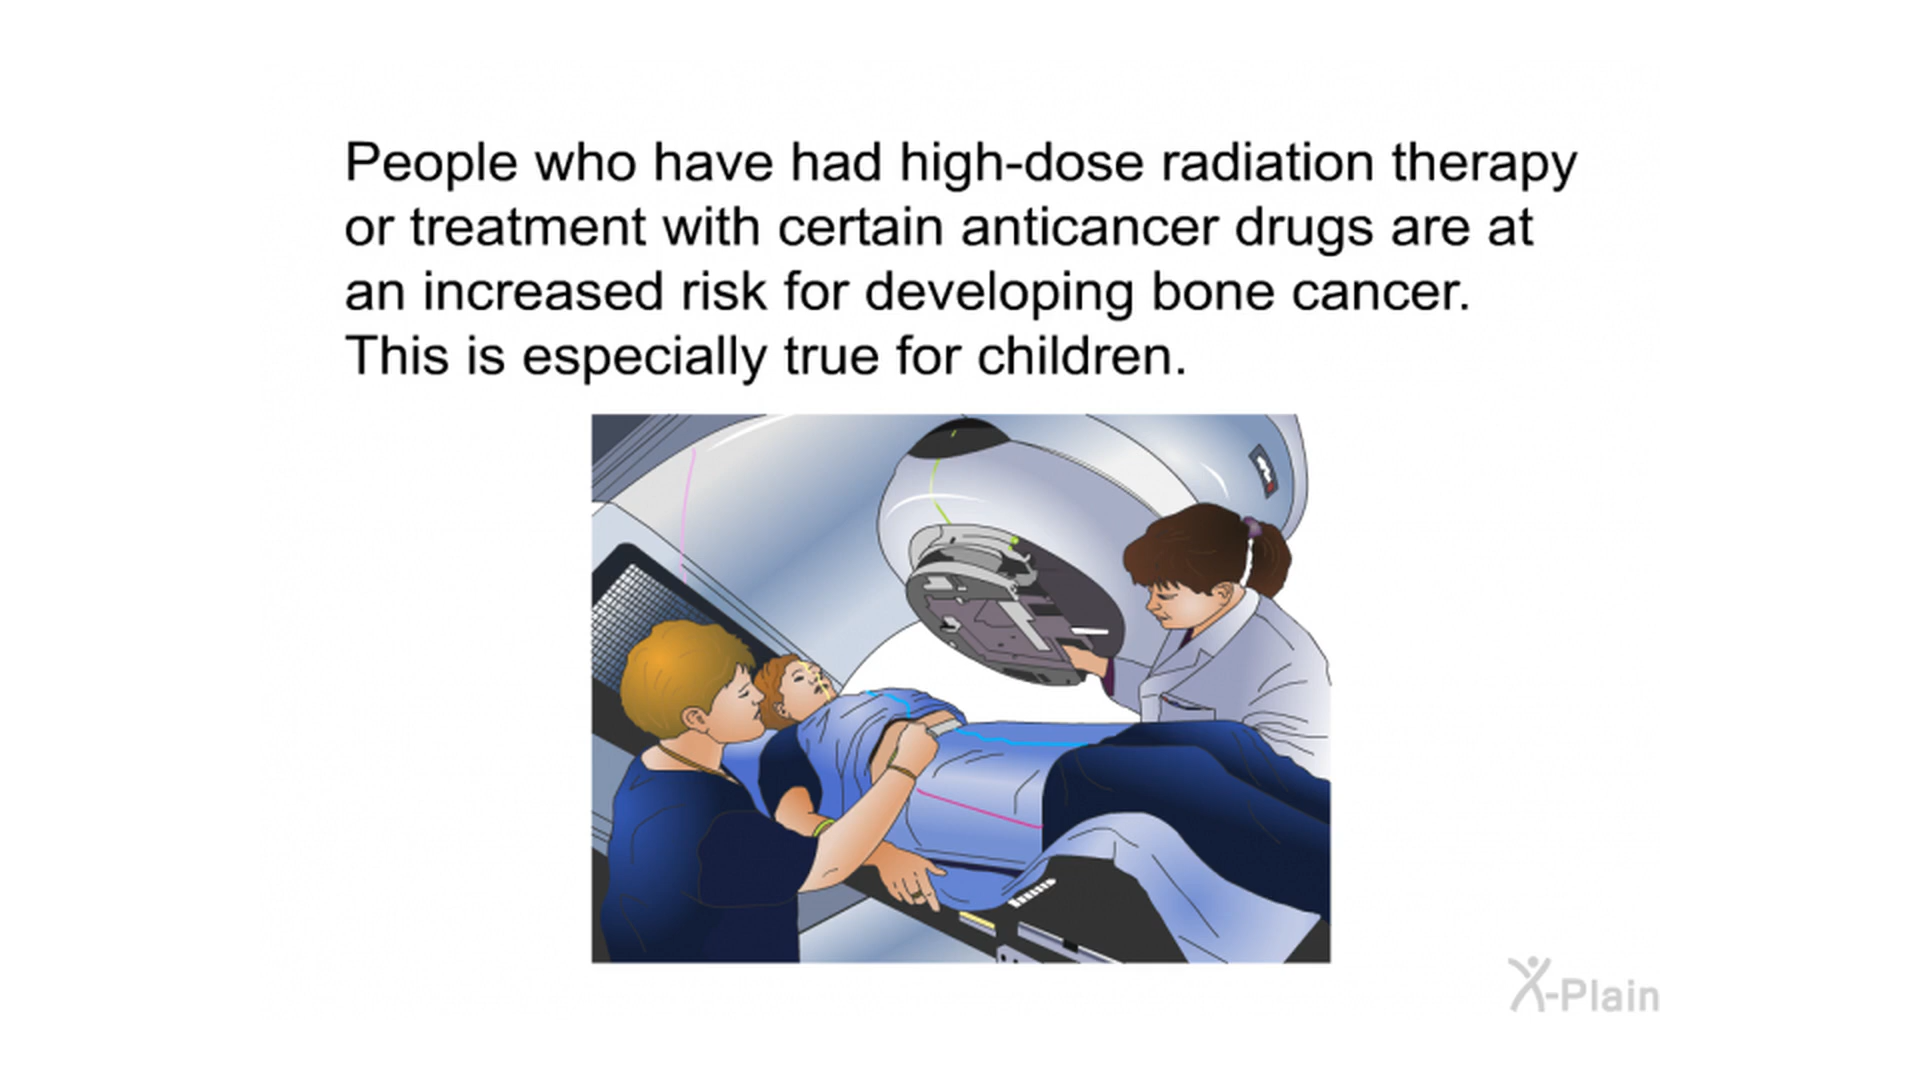 People who have had high-dose radiation therapy
or treatment with certain anticancer drugs are at
an increased risk for developing bone cancer.
This is especially true for children.
X-Plain